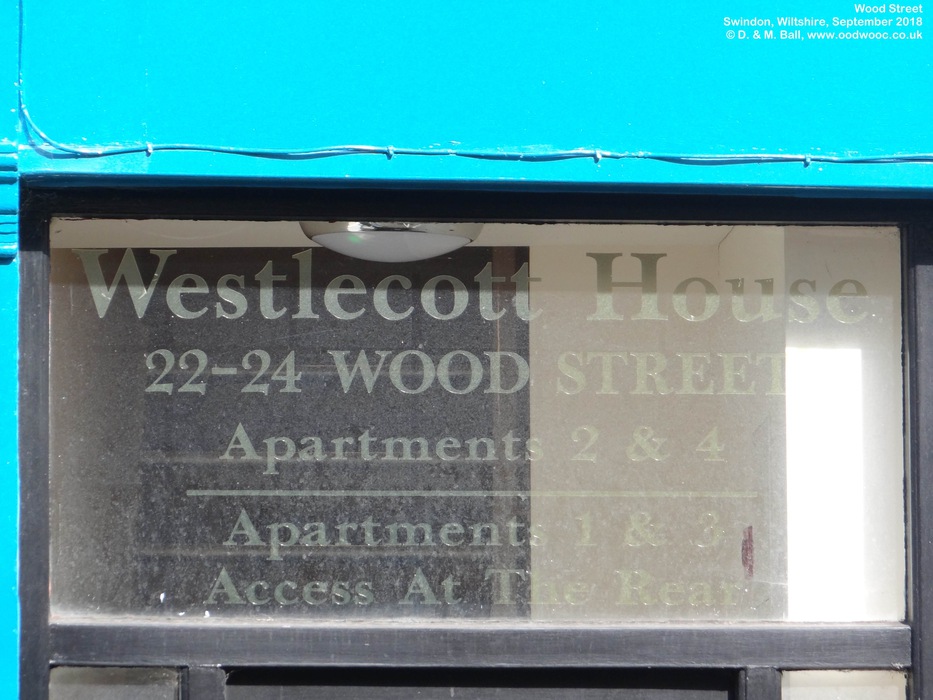 Wood Street
Swindon, Wiltshire, September 2018
© D. & M. Ball, www.oodwooc.co.uk
Westlecott House
22-24 WOOD STREET
Apartments 2 & 4
Apartments 1 & 3
Access At The Rear